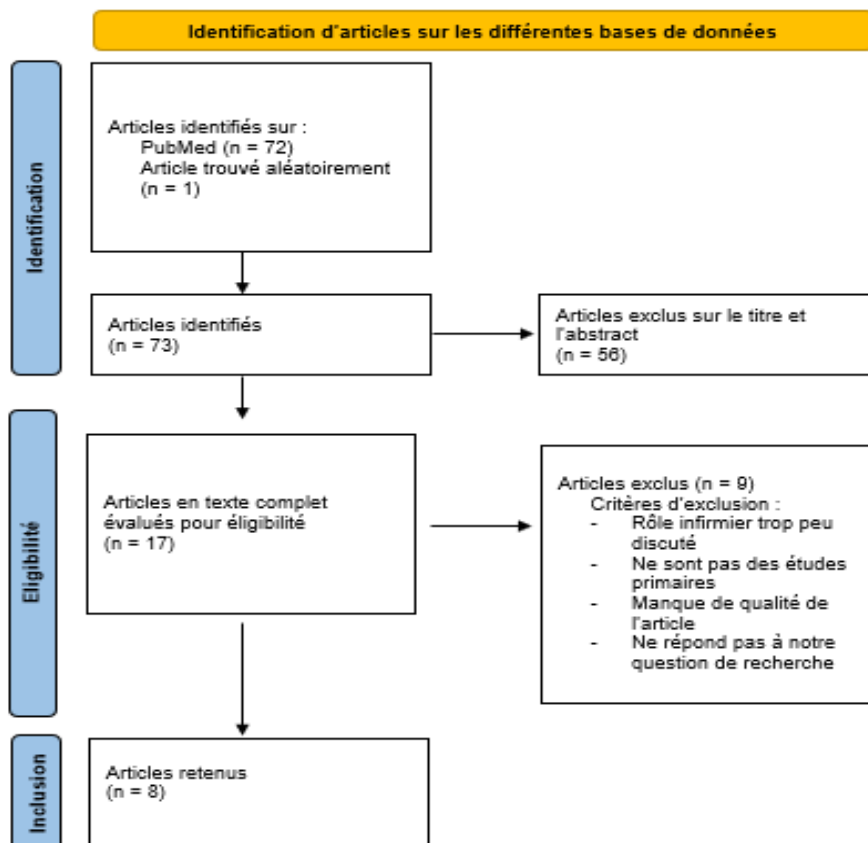 Identification d'articles sur les différentes bases de données
Identification
Articles identifiés sur :
PubMed (n = 72)
Article trouvé aléatoirement
(n = 1)
Articles identifiés
(n = 73)
Articles exclus sur le titre et
l'abstract
(n = 56)
Eligibilité
Articles en texte complet
évalués pour éligibilité
(n = 17)
Articles exclus (n = 9)
Critères d'exclusion :
- Rôle infirmier trop peu
discuté
- Ne sont pas des études
primaires
- Manque de qualité de
l'article
- Ne répond pas à notre
question de recherche
Inclusion
Articles retenus
(n = 8)